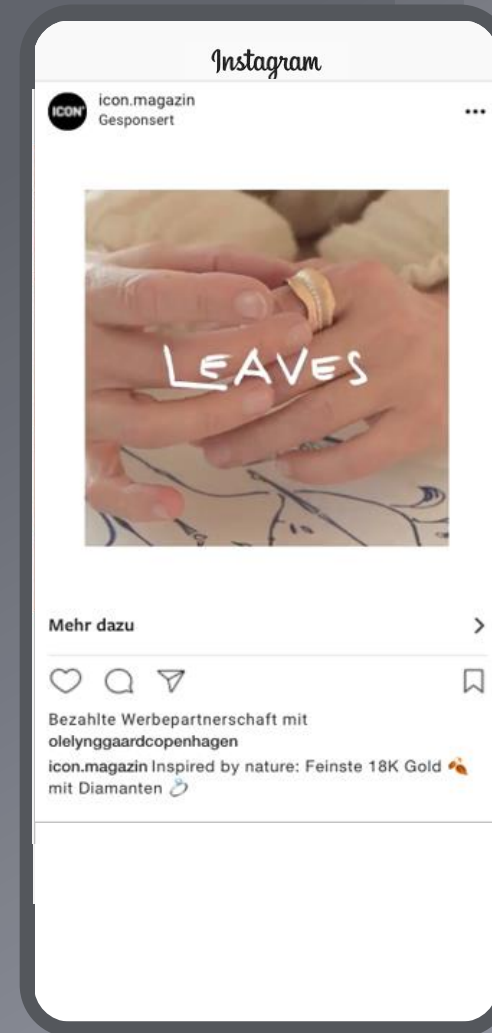 Instagram
ICON
icon.magazin
Gesponsert
LEAVES
Mehr dazu
Bezahlte Werbepartnerschaft mit
olelynggaardcopenhagen
icon.magazin Inspired by nature: Feinste 18K Gold 🍂
mit Diamanten 💍